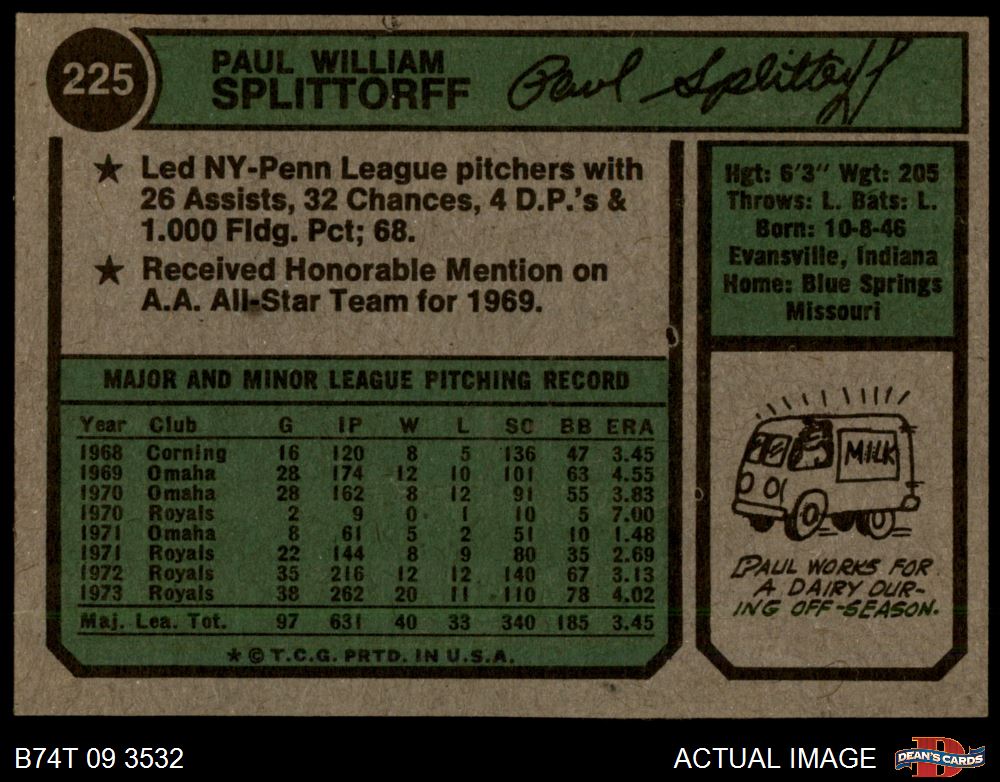 225
PAUL WILLIAM
SPLITTORFF
Paul Splittorff
★ Led NY-Penn League pitchers with
26 Assists, 32 Chances, 4 D.P.'s &
1.000 Fldg. Pct; 68.
★ Received Honorable Mention on
A.A. All-Star Team for 1969.
Hgt: 6'3" Wgt: 205
Throws: L. Bats: L.
Born: 10-8-46
Evansville, Indiana
Home: Blue Springs
Missouri
MAJOR AND MINOR LEAGUE PITCHING RECORD
Year Club G IP W L SO BB ERA
1968 Corning 16 120 8 5 136 47 3.45
1969 Omaha 28 174 12 10 101 63 4.55
1970 Omaha 28 162 8 12 91 55 3.83
1970 Royals 2 9 0 1 10 5 7.00
1971 Omaha 8 61 5 2 51 10 1.48
1971 Royals 22 144 8 9 80 35 2.69
1972 Royals 35 216 12 12 140 67 3.13
1973 Royals 38 262 20 11 110 78 4.02
Maj. Lea. Tot. 97 631 40 33 340 185 3.45
★ © T.C.G. PRTD. IN U.S.A.
MILK
PAUL WORKS FOR
A DAIRY DUR-
ING OFF-SEASON.
B74T 09 3532
ACTUAL IMAGE
D
DEAN'S CARDS